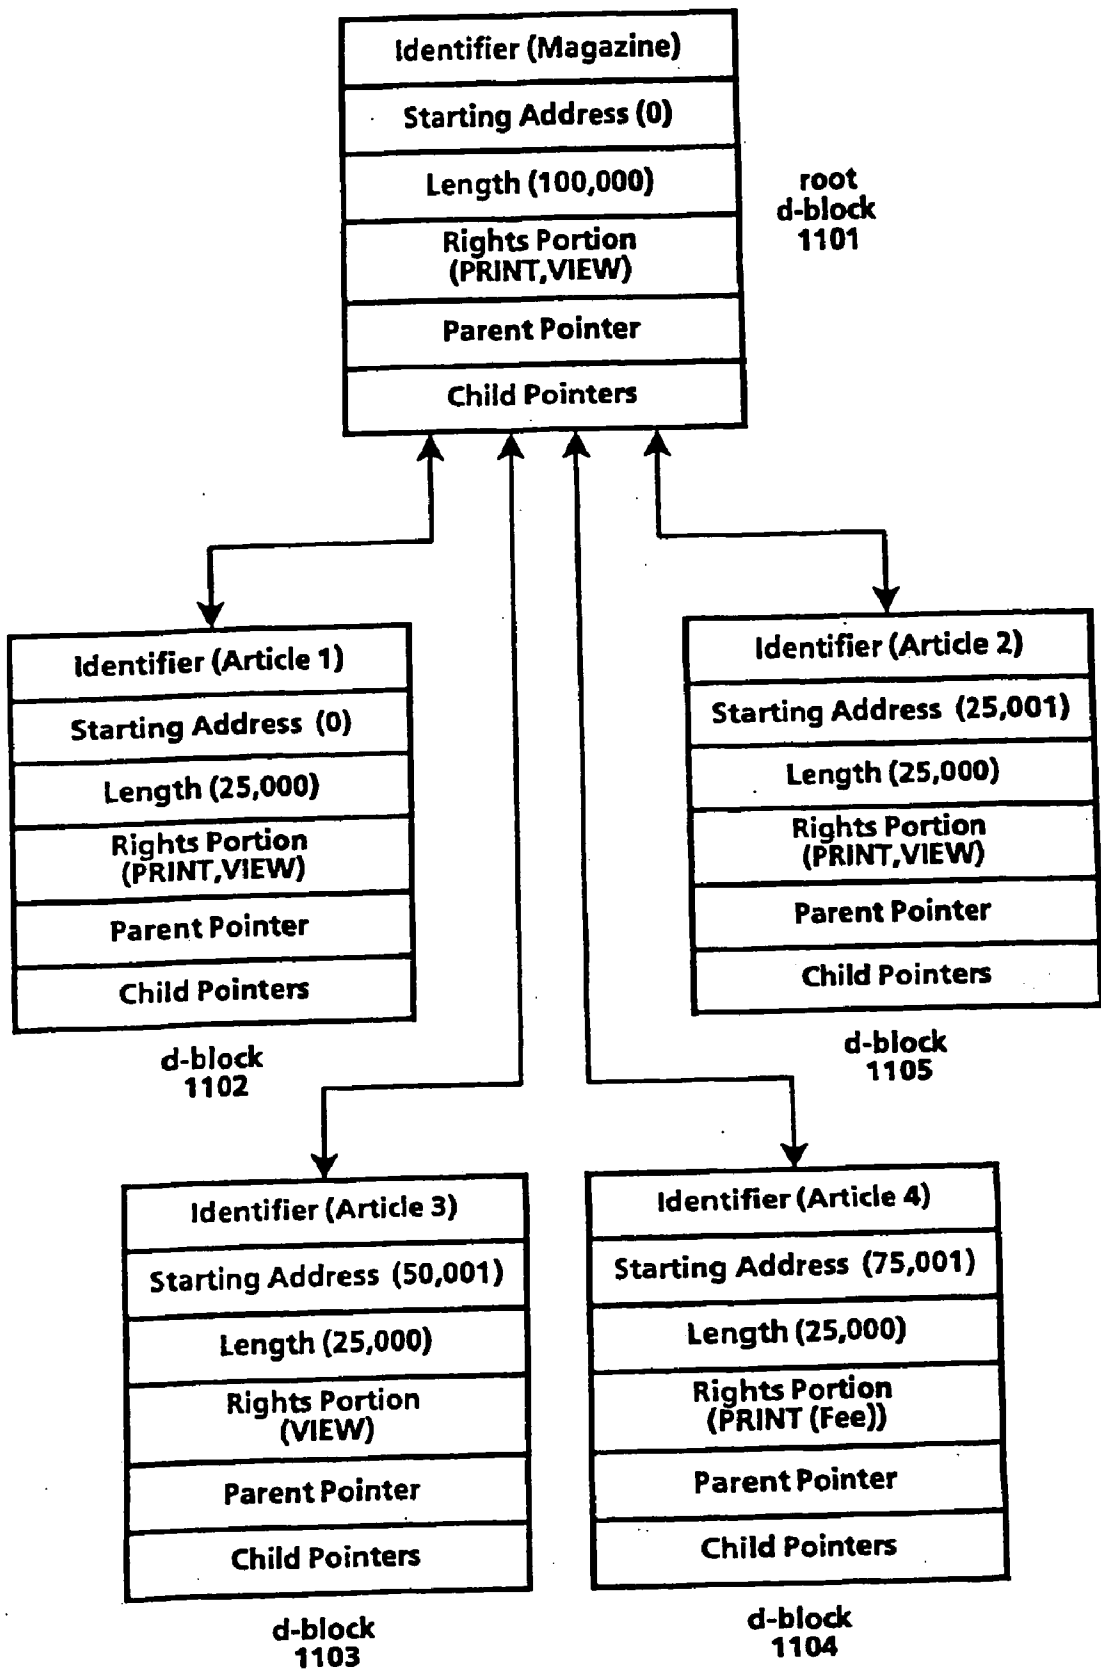 Identifier (Magazine)
Starting Address (0)
Length (100,000)
Rights Portion
(PRINT,VIEW)
Parent Pointer
Child Pointers
root
d-block
1101
Identifier (Article 1)
Starting Address (0)
Length (25,000)
Rights Portion
(PRINT,VIEW)
Parent Pointer
Child Pointers
d-block
1102
Identifier (Article 2)
Starting Address (25,001)
Length (25,000)
Rights Portion
(PRINT,VIEW)
Parent Pointer
Child Pointers
d-block
1105
Identifier (Article 3)
Starting Address (50,001)
Length (25,000)
Rights Portion
(VIEW)
Parent Pointer
Child Pointers
d-block
1103
Identifier (Article 4)
Starting Address (75,001)
Length (25,000)
Rights Portion
(PRINT (Fee))
Parent Pointer
Child Pointers
d-block
1104